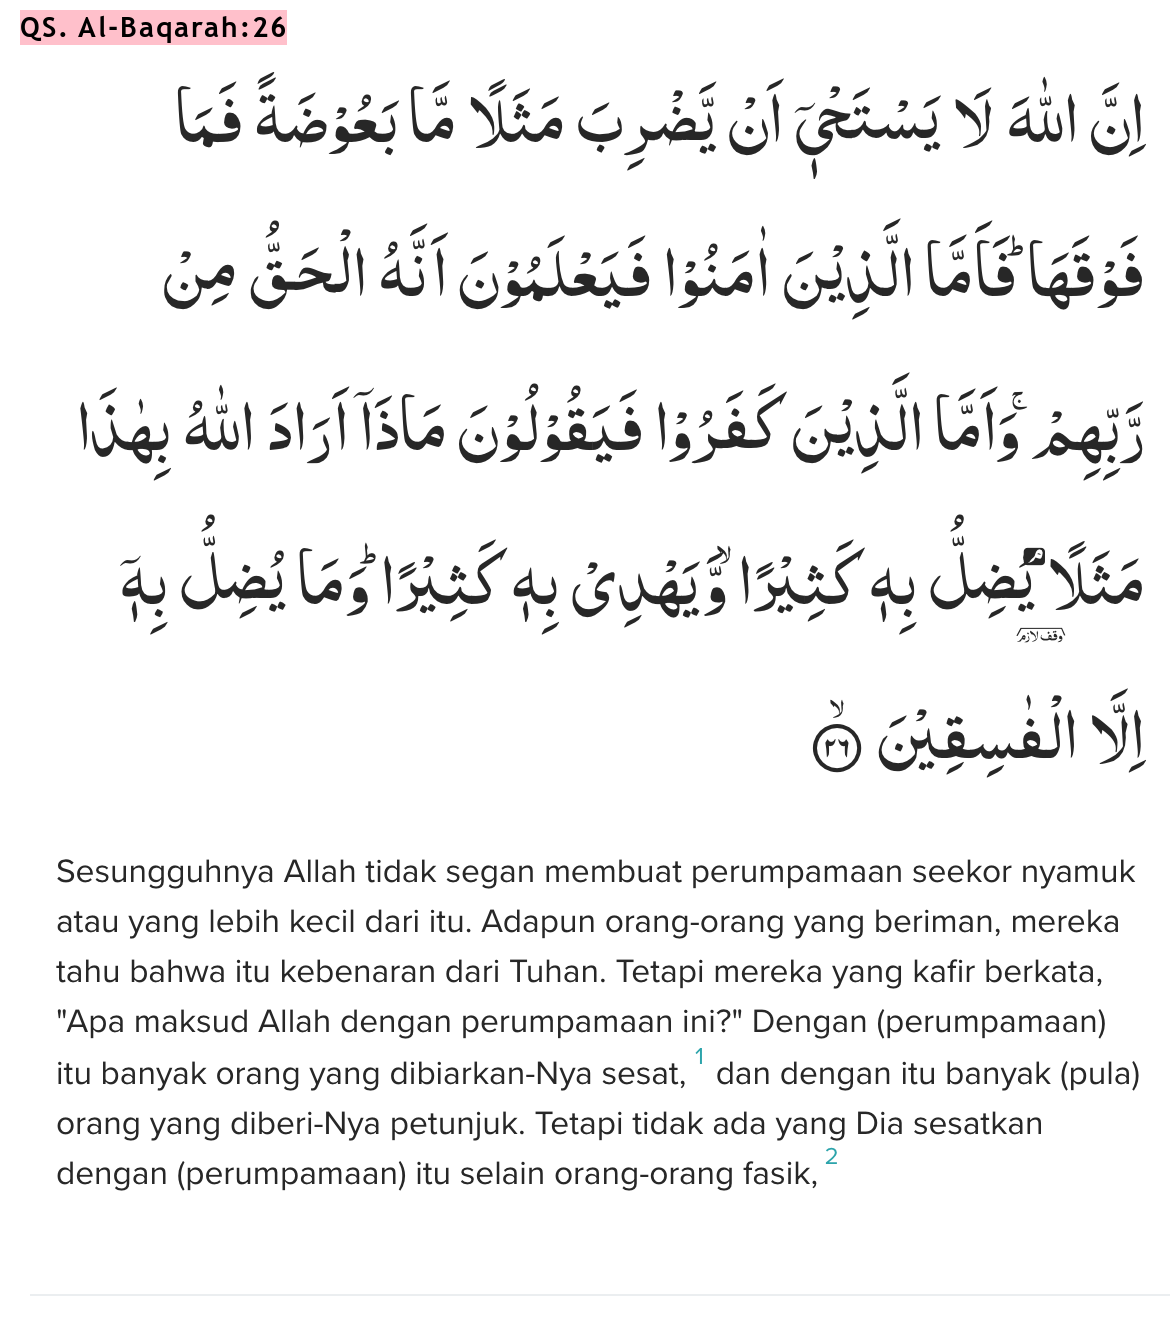 QS. Al-Baqarah:26
اِنَّ اللّٰهَ لَا يَسْتَحْيٖٓ اَنْ يَّضْرِبَ مَثَلًا مَّا بَعُوْضَةً فَمَا
فَوْقَهَا ۗ فَاَمَّا الَّذِيْنَ اٰمَنُوْا فَيَعْلَمُوْنَ اَنَّهُ الْحَقُّ مِنْ
رَّبِّهِمْ ۚ وَاَمَّا الَّذِيْنَ كَفَرُوْا فَيَقُوْلُوْنَ مَاذَآ اَرَادَ اللّٰهُ بِهٰذَا
مَثَلًا ۘ يُضِلُّ بِهٖ كَثِيْرًا ۙ وَّيَهْدِيْ بِهٖ كَثِيْرًا ۗ وَمَا يُضِلُّ بِهٖٓ
وقف لازم
اِلَّا الْفٰسِقِيْنَ ۙ ٢٦
Sesungguhnya Allah tidak segan membuat perumpamaan seekor nyamuk
atau yang lebih kecil dari itu. Adapun orang-orang yang beriman, mereka
tahu bahwa itu kebenaran dari Tuhan. Tetapi mereka yang kafir berkata,
"Apa maksud Allah dengan perumpamaan ini?" Dengan (perumpamaan)
itu banyak orang yang dibiarkan-Nya sesat, 1 dan dengan itu banyak (pula)
orang yang diberi-Nya petunjuk. Tetapi tidak ada yang Dia sesatkan
dengan (perumpamaan) itu selain orang-orang fasik, 2